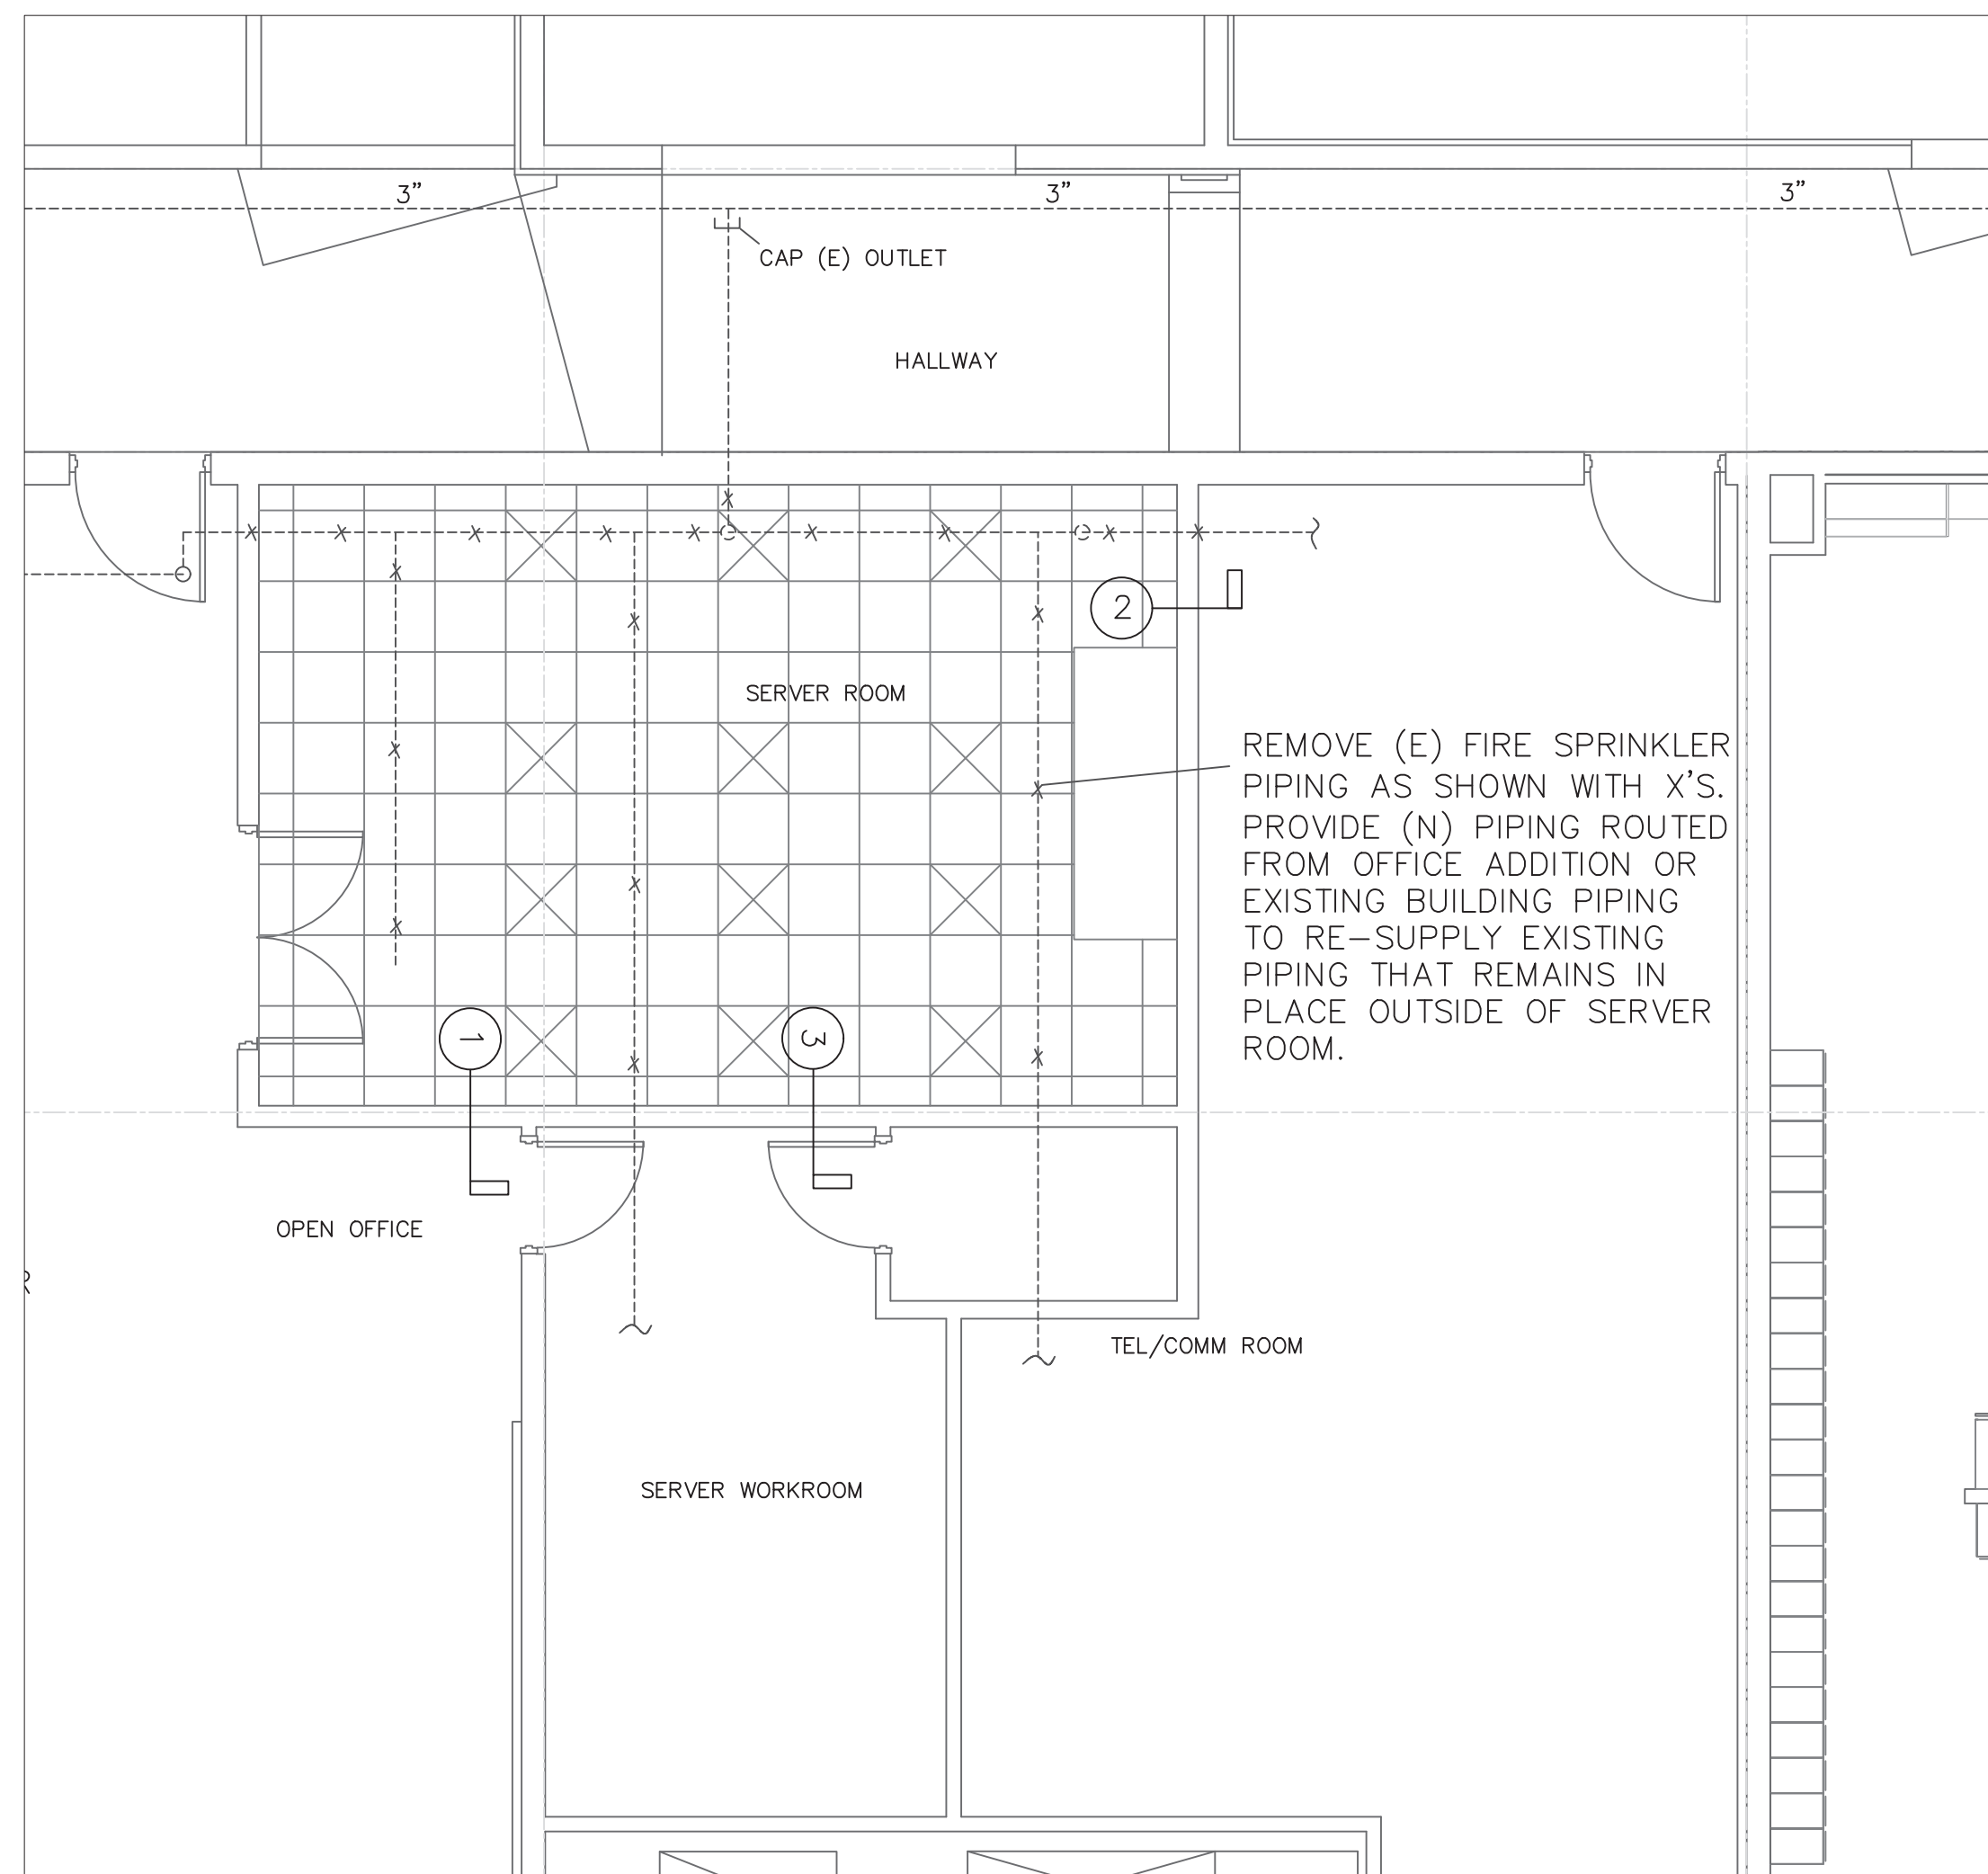 3" 3" 3"
CAP (E) OUTLET
HALLWAY
2
SERVER ROOM
REMOVE (E) FIRE SPRINKLER
PIPING AS SHOWN WITH X'S.
PROVIDE (N) PIPING ROUTED
FROM OFFICE ADDITION OR
EXISTING BUILDING PIPING
TO RE-SUPPLY EXISTING
PIPING THAT REMAINS IN
PLACE OUTSIDE OF SERVER
ROOM.
1 3
OPEN OFFICE
TEL/COMM ROOM
SERVER WORKROOM